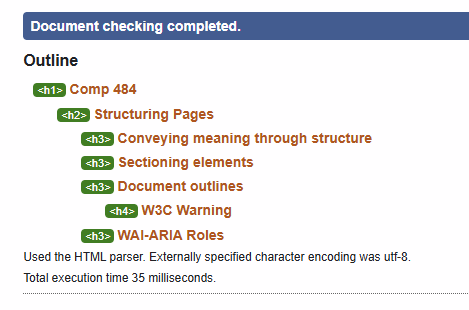 Document checking completed.
Outline
<h1> Comp 484
<h2> Structuring Pages
<h3> Conveying meaning through structure
<h3> Sectioning elements
<h3> Document outlines
<h4> W3C Warning
<h3> WAI-ARIA Roles
Used the HTML parser. Externally specified character encoding was utf-8.
Total execution time 35 milliseconds.